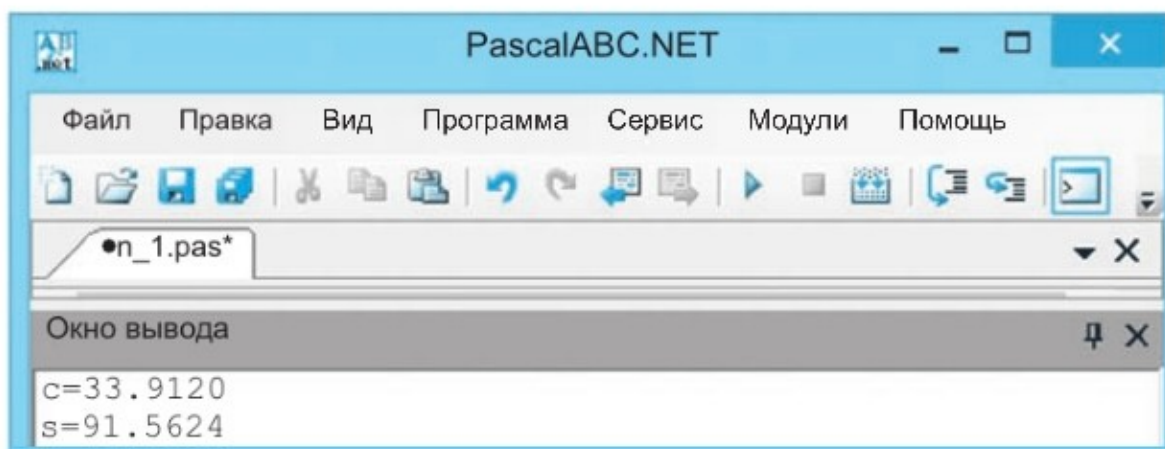 PascalABC.NET
Файл Правка Вид Программа Сервис Модули Помощь
•n_1.pas*
Окно вывода
c=33.9120
s=91.5624